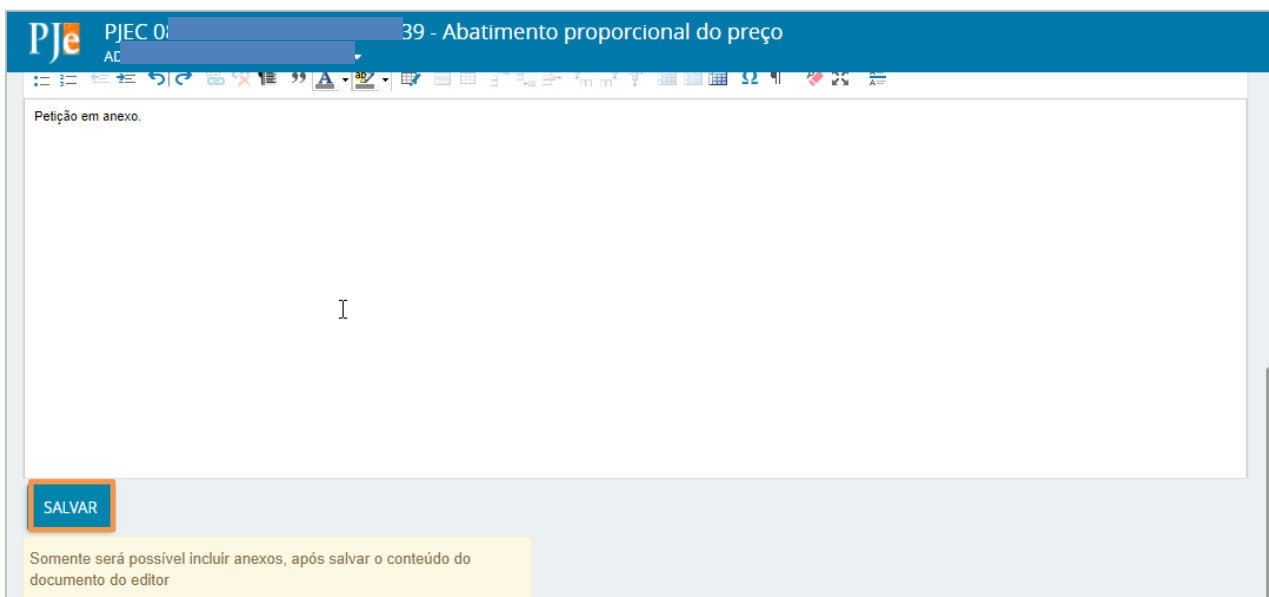 PJe PJEC 08 39 - Abatimento proporcional do preço
AD
Petição em anexo.
SALVAR
Somente será possível incluir anexos, após salvar o conteúdo do
documento do editor